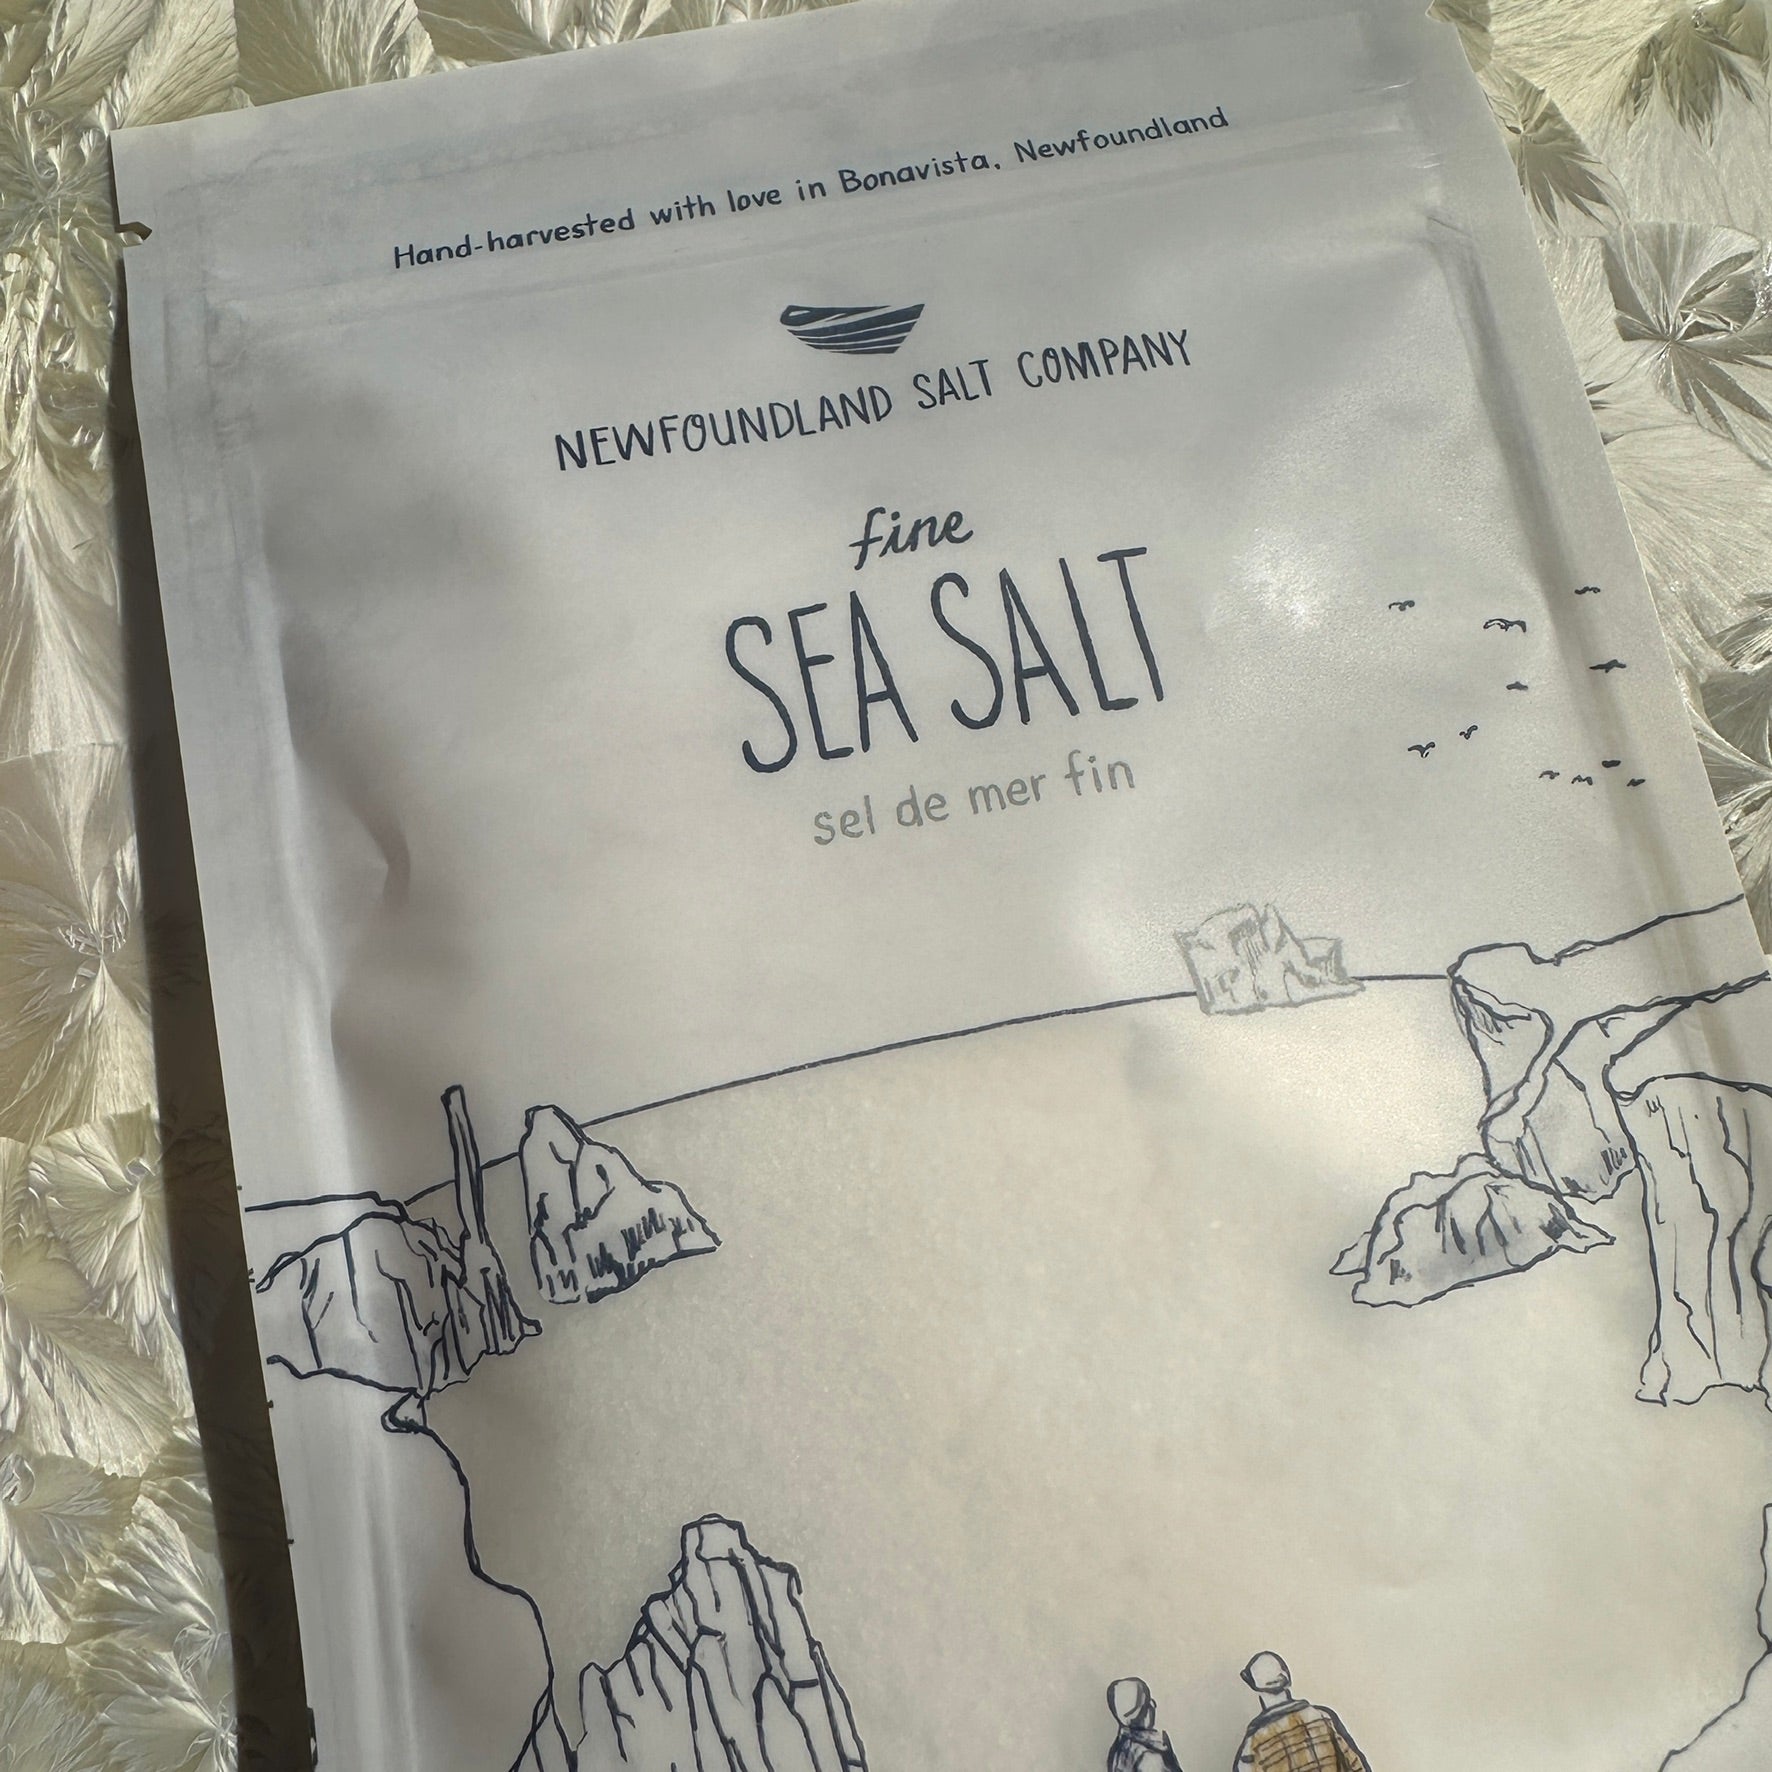 Hand-harvested with love in Bonavista, Newfoundland
NEWFOUNDLAND SALT COMPANY
fine
SEA SALT
sel de mer fin